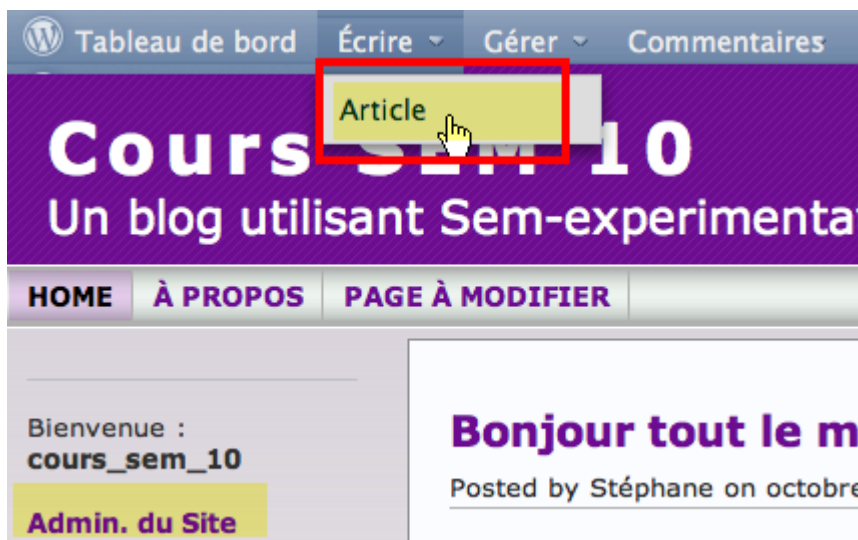 Tableau de bord Écrire Gérer Commentaires
Article
Cours SEM 10
Un blog utilisant Sem-experimenta
HOME À PROPOS PAGE À MODIFIER
Bienvenue :
cours_sem_10
Admin. du Site
Bonjour tout le m
Posted by Stéphane on octobre